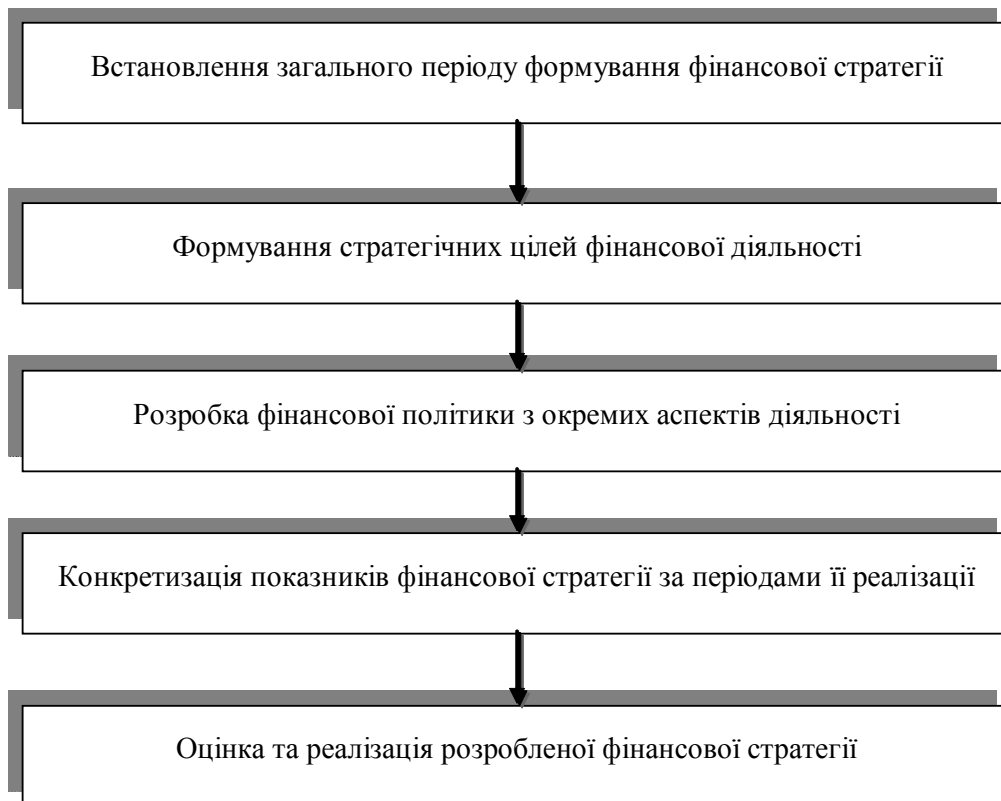 Встановлення загального періоду формування фінансової стратегії
Формування стратегічних цілей фінансової діяльності
Розробка фінансової політики з окремих аспектів діяльності
Конкретизація показників фінансової стратегії за періодами її реалізації
Оцінка та реалізація розробленої фінансової стратегії